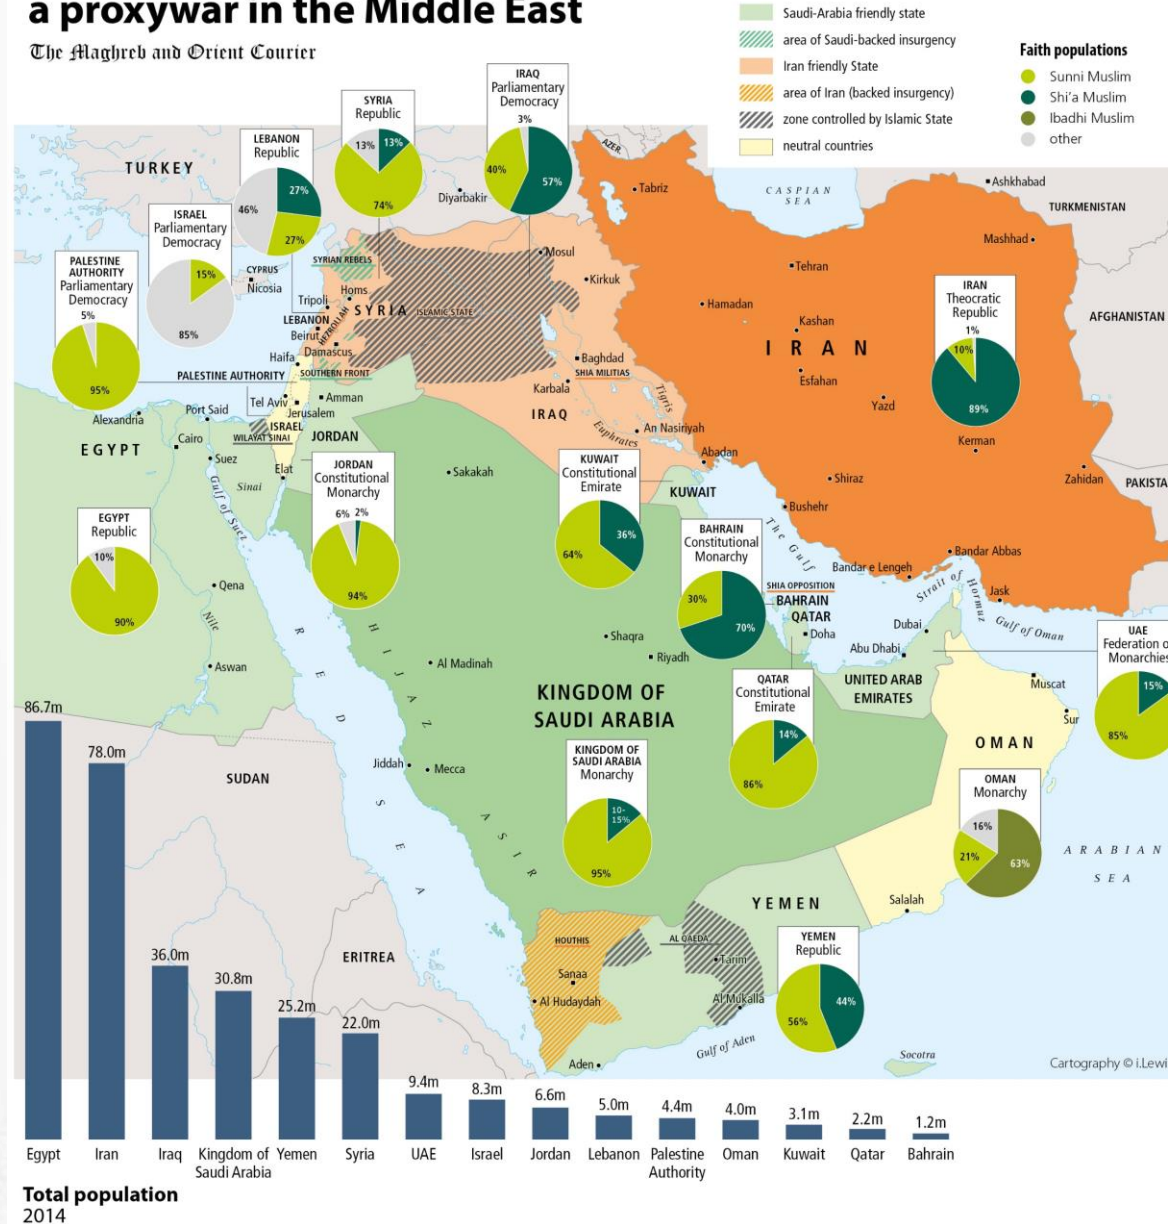 a proxywar in the Middle East
The Maghreb and Orient Courier
Saudi-Arabia friendly state
area of Saudi-backed insurgency
Iran friendly State
area of Iran (backed insurgency)
zone controlled by Islamic State
neutral countries
Faith populations
Sunni Muslim
Shi'a Muslim
Ibadhi Muslim
other
IRAQ
Parliamentary
Democracy
3%
40%
57%
SYRIA
Republic
13%
13%
74%
LEBANON
Republic
27%
46%
27%
ISRAEL
Parliamentary
Democracy
15%
85%
PALESTINE
AUTHORITY
Parliamentary
Democracy
5%
95%
TURKEY
Diyarbakir
AZER.
Tabriz
CASPIAN
SEA
Ashkhabad
TURKMENISTAN
Mashhad
Tehran
Hamadan
Kashan
IRAN
Esfahan
Yazd
Kerman
Shiraz
Zahidan
AFGHANISTAN
PAKISTA
IRAN
Theocratic
Republic
1%
10%
89%
CYPRUS
Nicosia
SYRIAN REBELS
Mosul
Kirkuk
Homs
Tripoli
SYRIA
ISLAMIC STATE
LEBANON
HEZBOLLAH
Beirut
Damascus
Haifa
SOUTHERN FRONT
PALESTINE AUTHORITY
Baghdad
SHIA MILITIAS
Karbala
Tigris
IRAQ
Euphrates
An Nasiriyah
Abadan
Tel Aviv
Amman
Jerusalem
ISRAEL
JORDAN
Alexandria
Port Said
Cairo
WILAYAT SINAI
EGYPT
Suez
Elat
Sinai
Gulf of Suez
Sakakah
KUWAIT
Bushehr
The Gulf
Bandar Abbas
Bandar e Lengeh
Strait of
Hormuz
Jask
Gulf of Oman
JORDAN
Constitutional
Monarchy
6% 2%
94%
KUWAIT
Constitutional
Emirate
36%
64%
BAHRAIN
Constitutional
Monarchy
30%
70%
EGYPT
Republic
10%
90%
Qena
Nile
Aswan
RED
SEA
HIJAZ
Al Madinah
Shaqra
Riyadh
SHIA OPPOSITION
BAHRAIN
QATAR
Doha
Dubai
Abu Dhabi
UNITED ARAB
EMIRATES
UAE
Federation o
Monarchies
15%
85%
Muscat
Sur
OMAN
QATAR
Constitutional
Emirate
14%
86%
KINGDOM OF
SAUDI ARABIA
KINGDOM OF
SAUDI ARABIA
Monarchy
10-
15%
95%
OMAN
Monarchy
16%
21%
63%
SUDAN
Jiddah
Mecca
ASIR
ARABIAN
SEA
Salalah
YEMEN
ERITREA
HOUTHIS
Sanaa
Al Hudaydah
AL QAEDA
Tarim
Al Mukalla
Aden
Gulf of Aden
YEMEN
Republic
44%
56%
Socotra
Cartography © i.Lewi
86.7m
78.0m
36.0m
30.8m
25.2m
22.0m
9.4m
8.3m
6.6m
5.0m
4.4m
4.0m
3.1m
2.2m
1.2m
Egypt
Iran
Iraq
Kingdom of
Saudi Arabia
Yemen
Syria
UAE
Israel
Jordan
Lebanon
Palestine
Authority
Oman
Kuwait
Qatar
Bahrain
Total population
2014